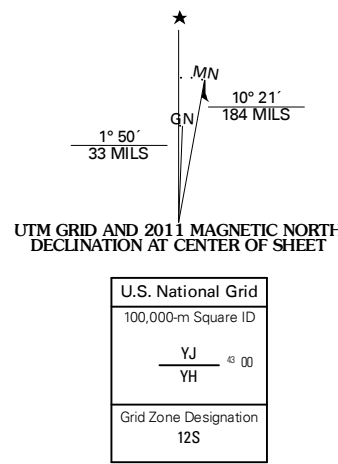 ★
MN
GN
10° 21´
184 MILS
1° 50´
33 MILS
UTM GRID AND 2011 MAGNETIC NORTH
DECLINATION AT CENTER OF SHEET
U.S. National Grid
100,000-m Square ID
YJ
43 00
YH
Grid Zone Designation
12S